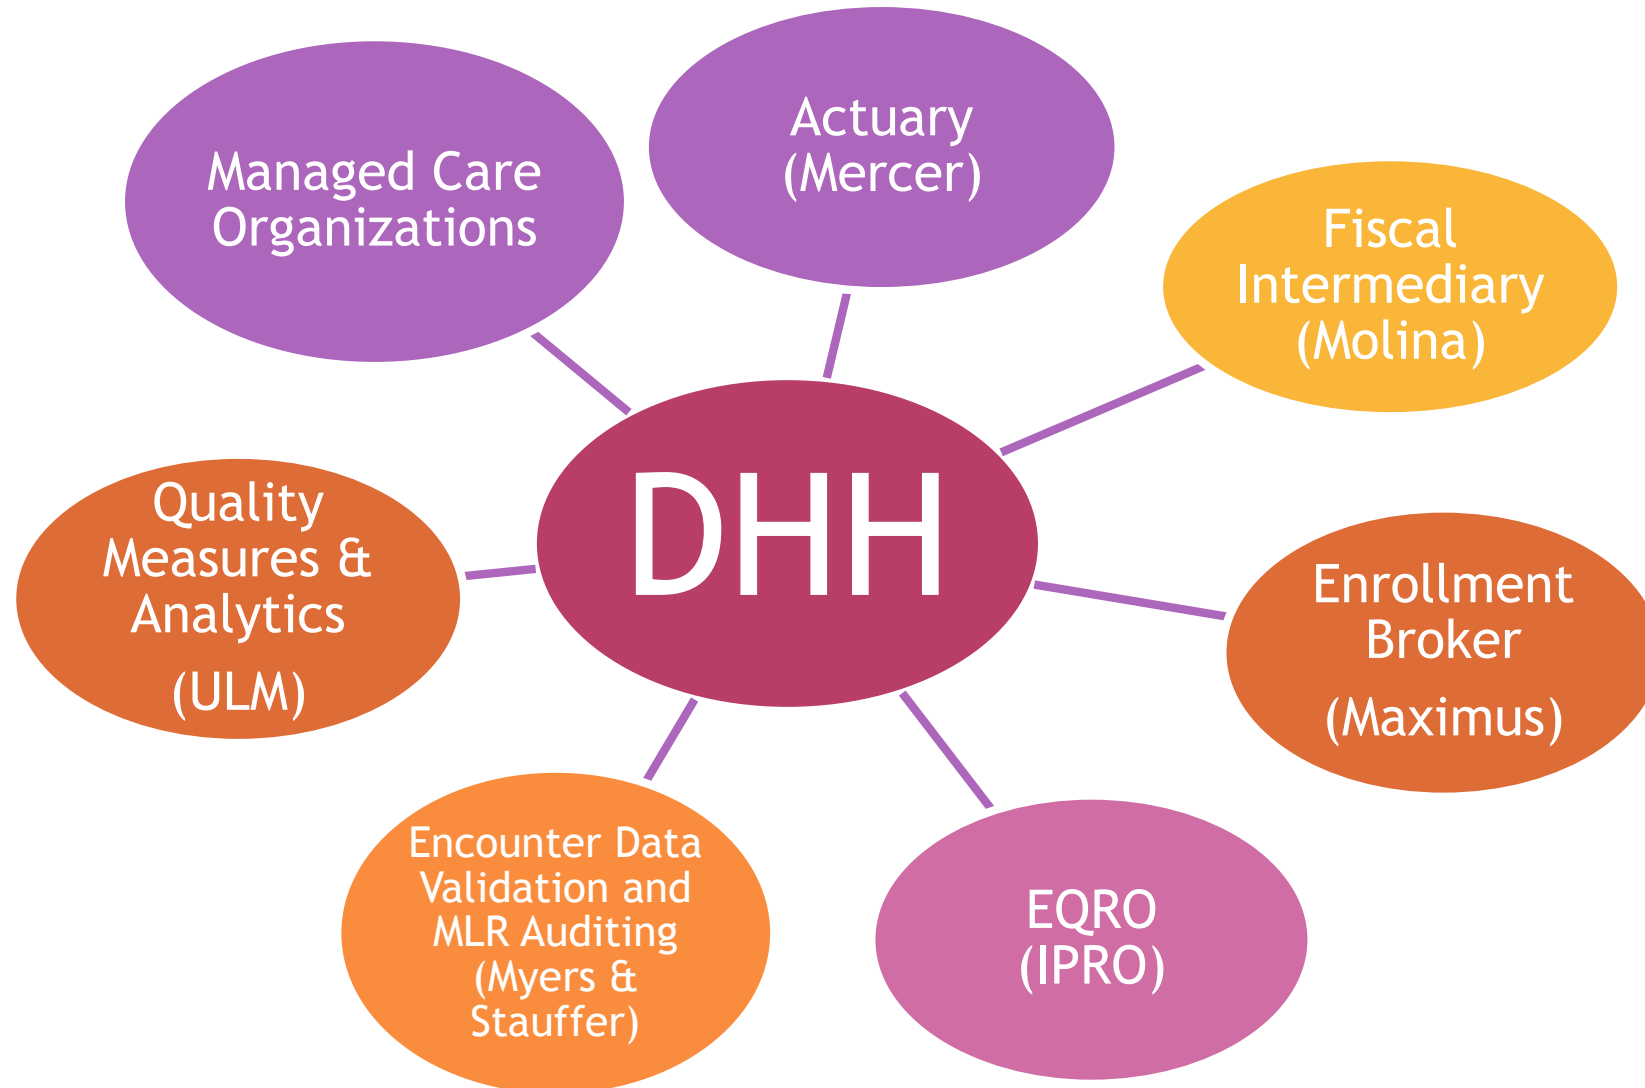 Managed Care
Organizations
Actuary
(Mercer)
Fiscal
Intermediary
(Molina)
DHH
Quality
Measures &
Analytics
(ULM)
Enrollment
Broker
(Maximus)
Encounter Data
Validation and
MLR Auditing
(Myers &
Stauffer)
EQRO
(IPRO)